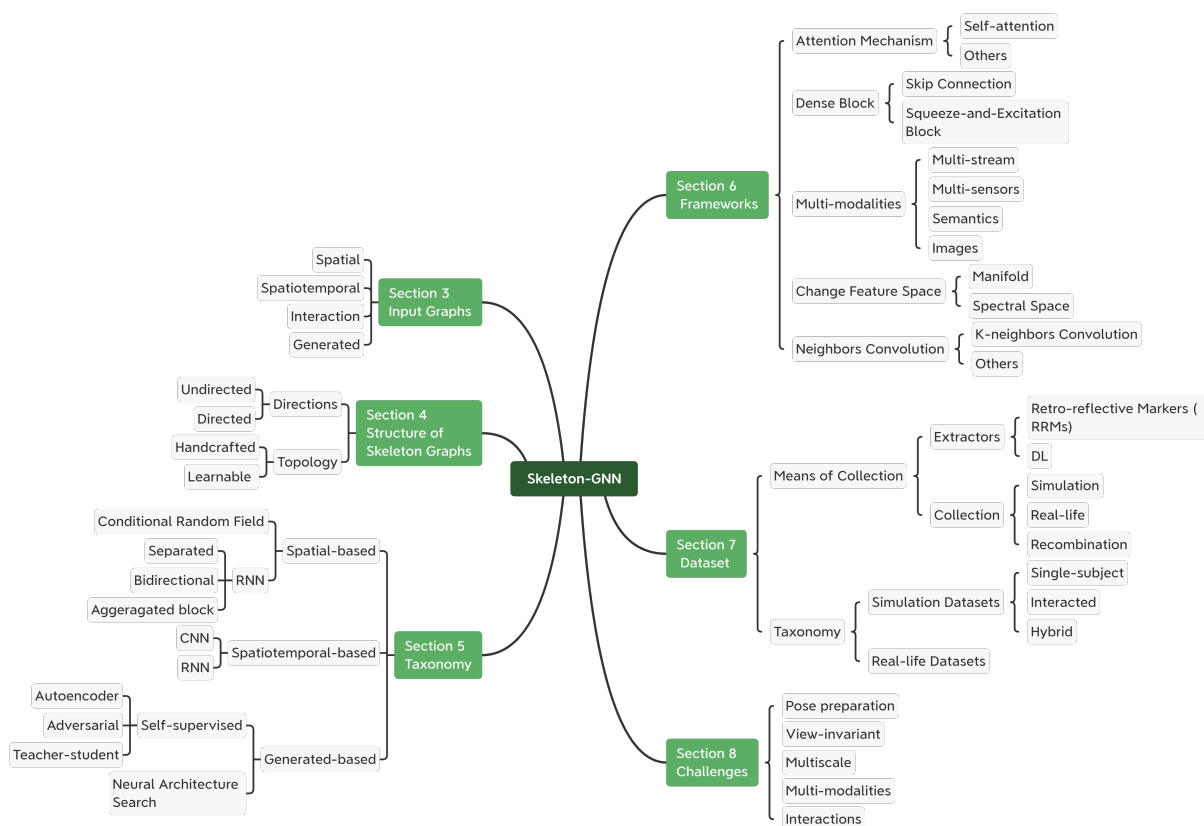 Skeleton-GNN
Section 3
Input Graphs
Spatial
Spatiotemporal
Interaction
Generated
Section 4
Structure of
Skeleton Graphs
Directions
Undirected
Directed
Topology
Handcrafted
Learnable
Section 5
Taxonomy
Spatial-based
Conditional Random Field
RNN
Separated
Bidirectional
Aggeragated block
Spatiotemporal-based
CNN
RNN
Generated-based
Self-supervised
Autoencoder
Adversarial
Teacher-student
Neural Architecture
Search
Section 6
Frameworks
Attention Mechanism
Self-attention
Others
Dense Block
Skip Connection
Squeeze-and-Excitation
Block
Multi-modalities
Multi-stream
Multi-sensors
Semantics
Images
Change Feature Space
Manifold
Spectral Space
Neighbors Convolution
K-neighbors Convolution
Others
Section 7
Dataset
Means of Collection
Extractors
Retro-reflective Markers (
RRMs)
DL
Collection
Simulation
Real-life
Recombination
Taxonomy
Simulation Datasets
Single-subject
Interacted
Hybrid
Real-life Datasets
Section 8
Challenges
Pose preparation
View-invariant
Multiscale
Multi-modalities
Interactions